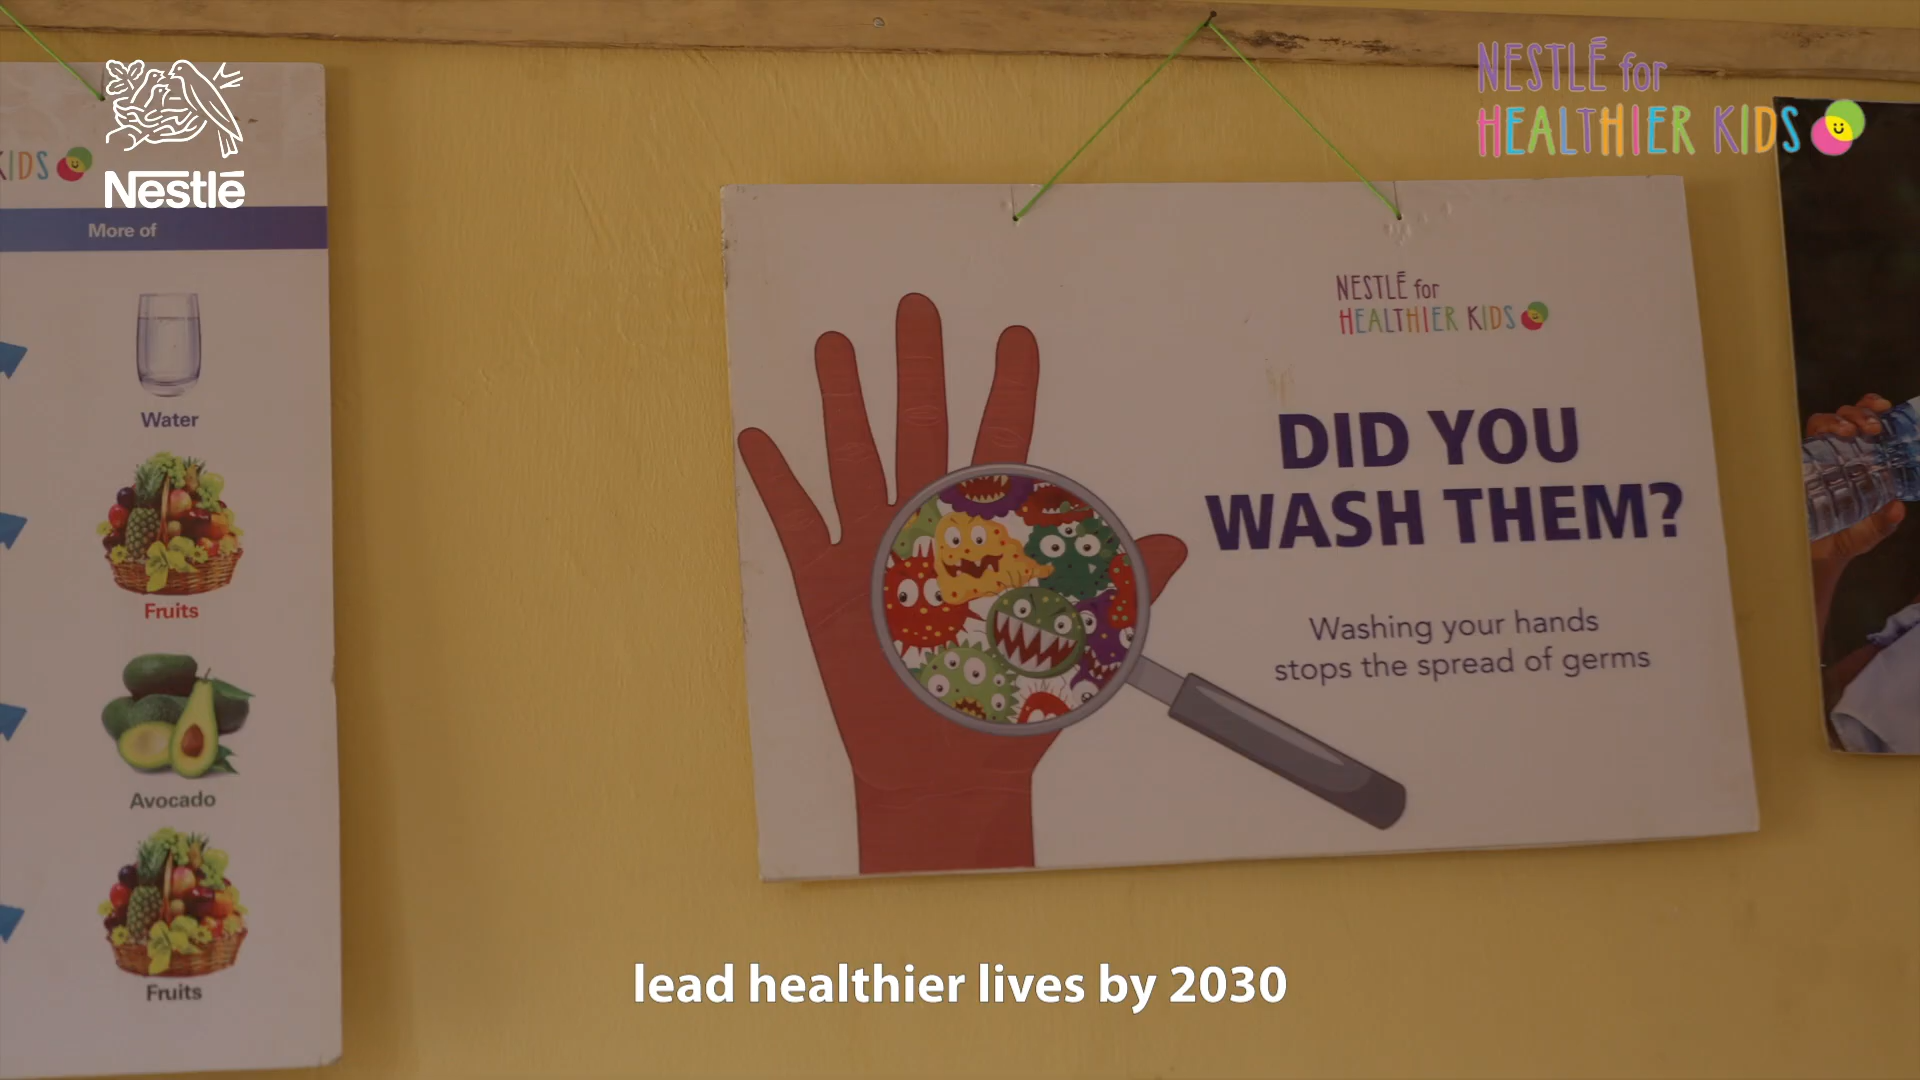 KIDS
Nestlé
More of
Water
Fruits
Avocado
Fruits
NESTLÉ for
HEALTHIER KIDS
NESTLÉ for
HEALTHIER KIDS
DID YOU
WASH THEM?
Washing your hands
stops the spread of germs
lead healthier lives by 2030